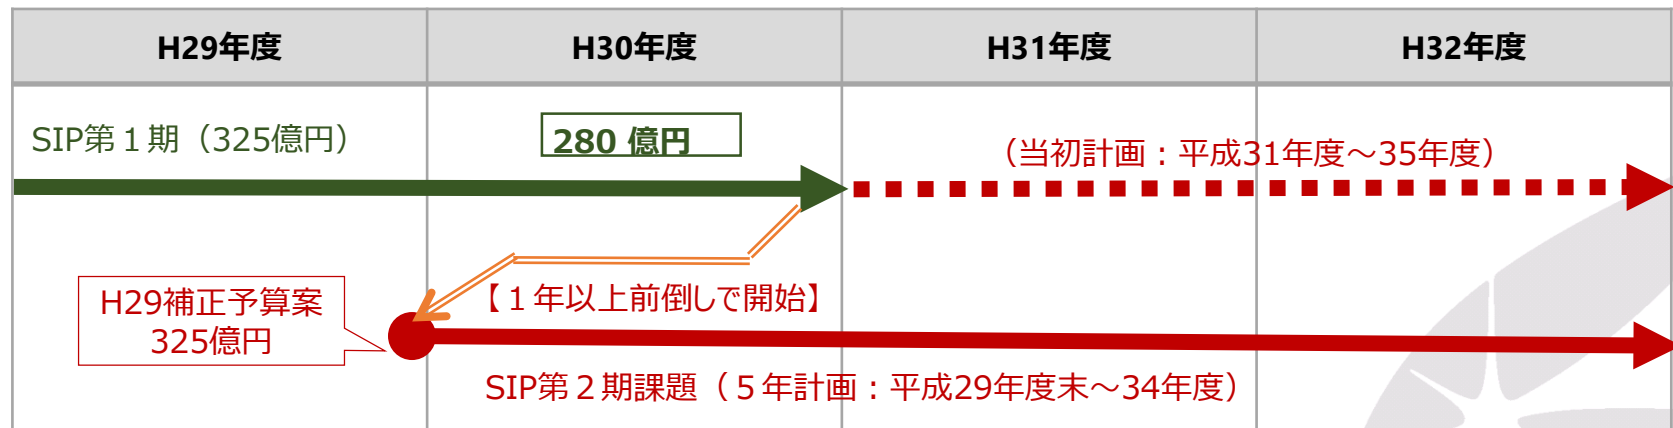 H29年度 H30年度 H31年度 H32年度
SIP第１期（325億円）
280 億円
（当初計画：平成31年度～35年度）
【１年以上前倒しで開始】
H29補正予算案
325億円
SIP第２期課題（５年計画：平成29年度末～34年度）